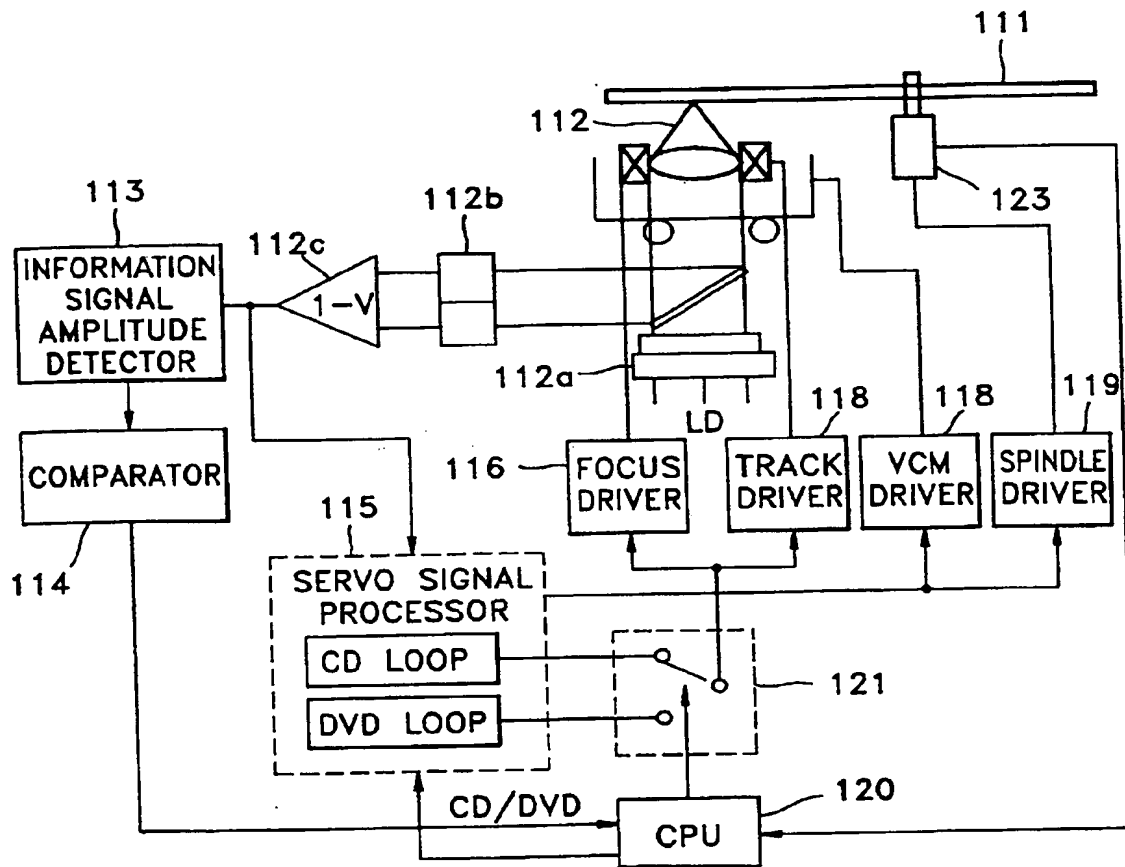 111
112
123
113
112b
112c
INFORMATION
SIGNAL
AMPLITUDE
DETECTOR
1-V
112a
LD
118
118
119
116
FOCUS
DRIVER
TRACK
DRIVER
VCM
DRIVER
SPINDLE
DRIVER
COMPARATOR
114
115
SERVO SIGNAL
PROCESSOR
CD LOOP
DVD LOOP
121
CD/DVD
CPU
120